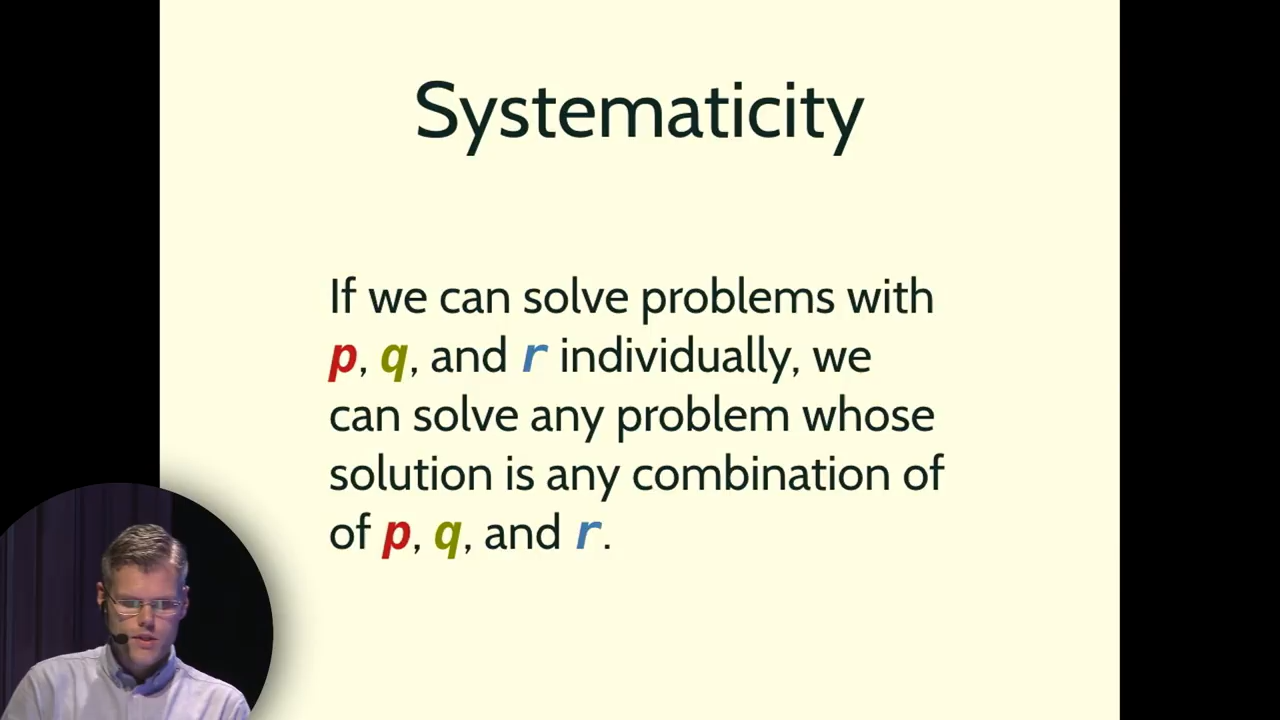 Systematicity
If we can solve problems with
p, q, and r individually, we
can solve any problem whose
solution is any combination of
of p, q, and r.